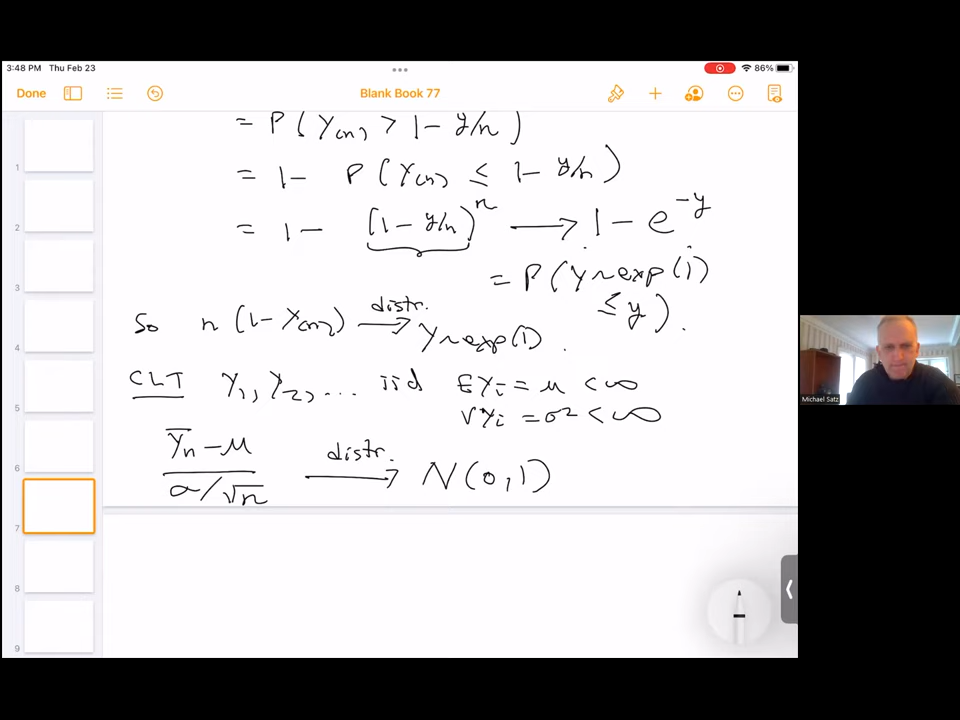 3:48 PM Thu Feb 23
86%
Done
Blank Book 77
1
2
3
4
5
6
7
8
9
= P(Y(n) > 1 - y/n)
= 1 - P(Y(n) ≤ 1 - y/n)
= 1 - (1 - y/n)^n → 1 - e^-y
= P(Y~exp(1)
≤ y).
So n(1 - Y(n)) distr. → Y~exp(1).
CLT Y1, Y2, ... iid EYi = μ < ∞
VYi = σ² < ∞
Ȳn - μ
σ/√n
distr. → N(0,1)
Michael Satz